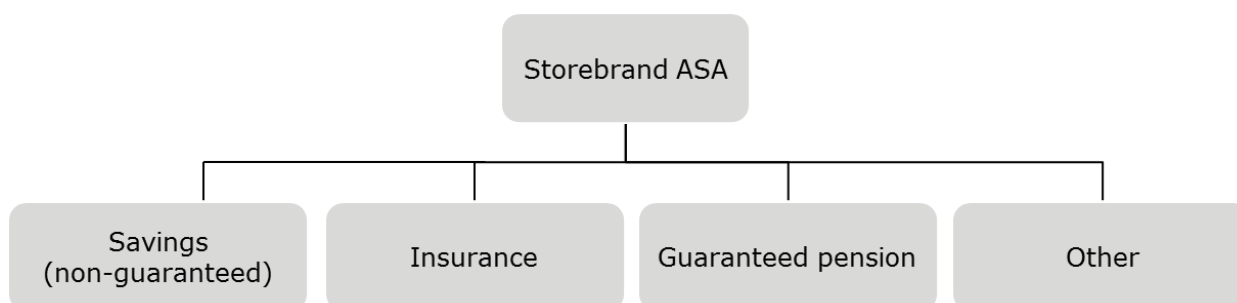 Storebrand ASA
Savings
(non-guaranteed)
Insurance
Guaranteed pension
Other